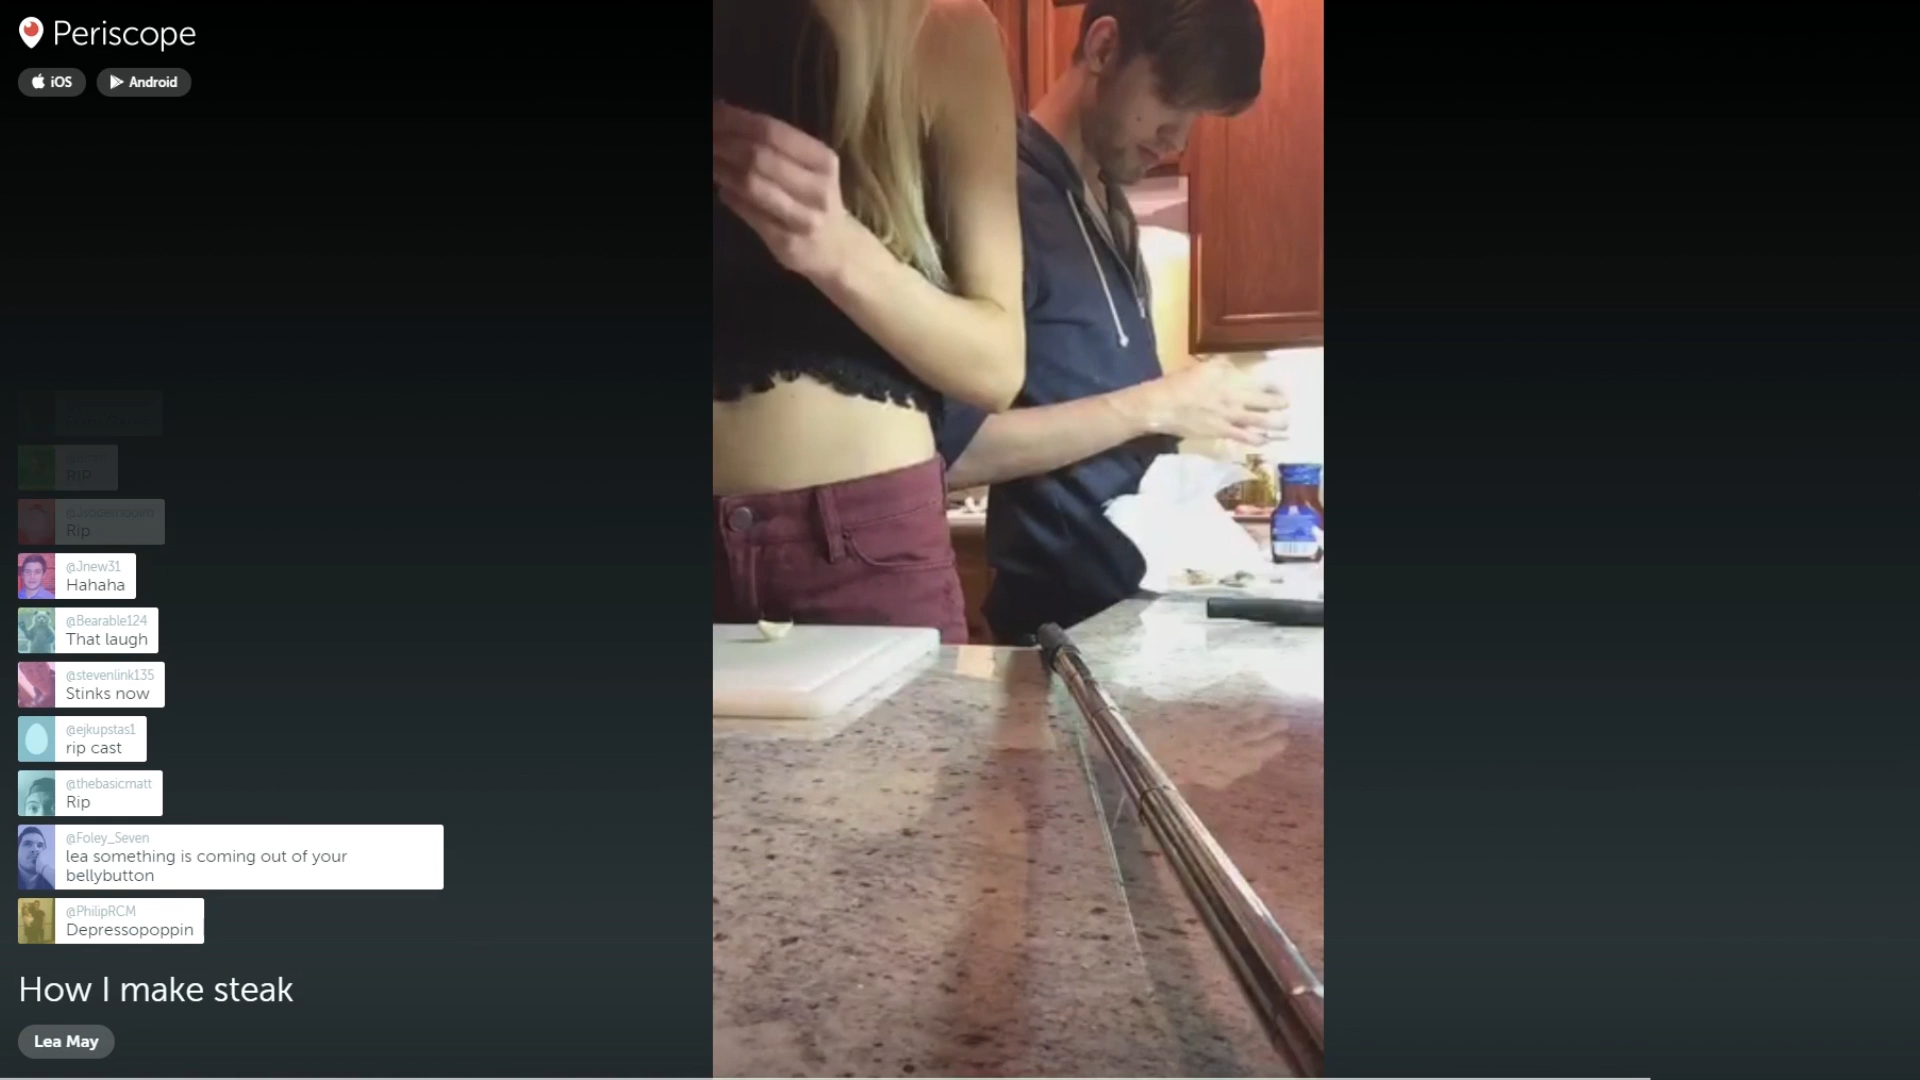 Periscope
iOS
Android
RIP
Rip
@Jnew31
Hahaha
@Bearable124
That laugh
@stevenlink135
Stinks now
@ejkupstas1
rip cast
@thebasicmatt
Rip
@Foley_Seven
lea something is coming out of your
bellybutton
@PhilipRCM
Depressopoppin
How I make steak
Lea May